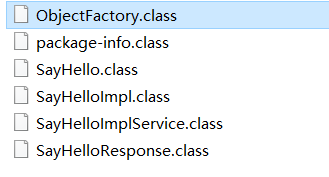 ObjectFactory.class
package-info.class
SayHello.class
SayHelloImpl.class
SayHelloImplService.class
SayHelloResponse.class